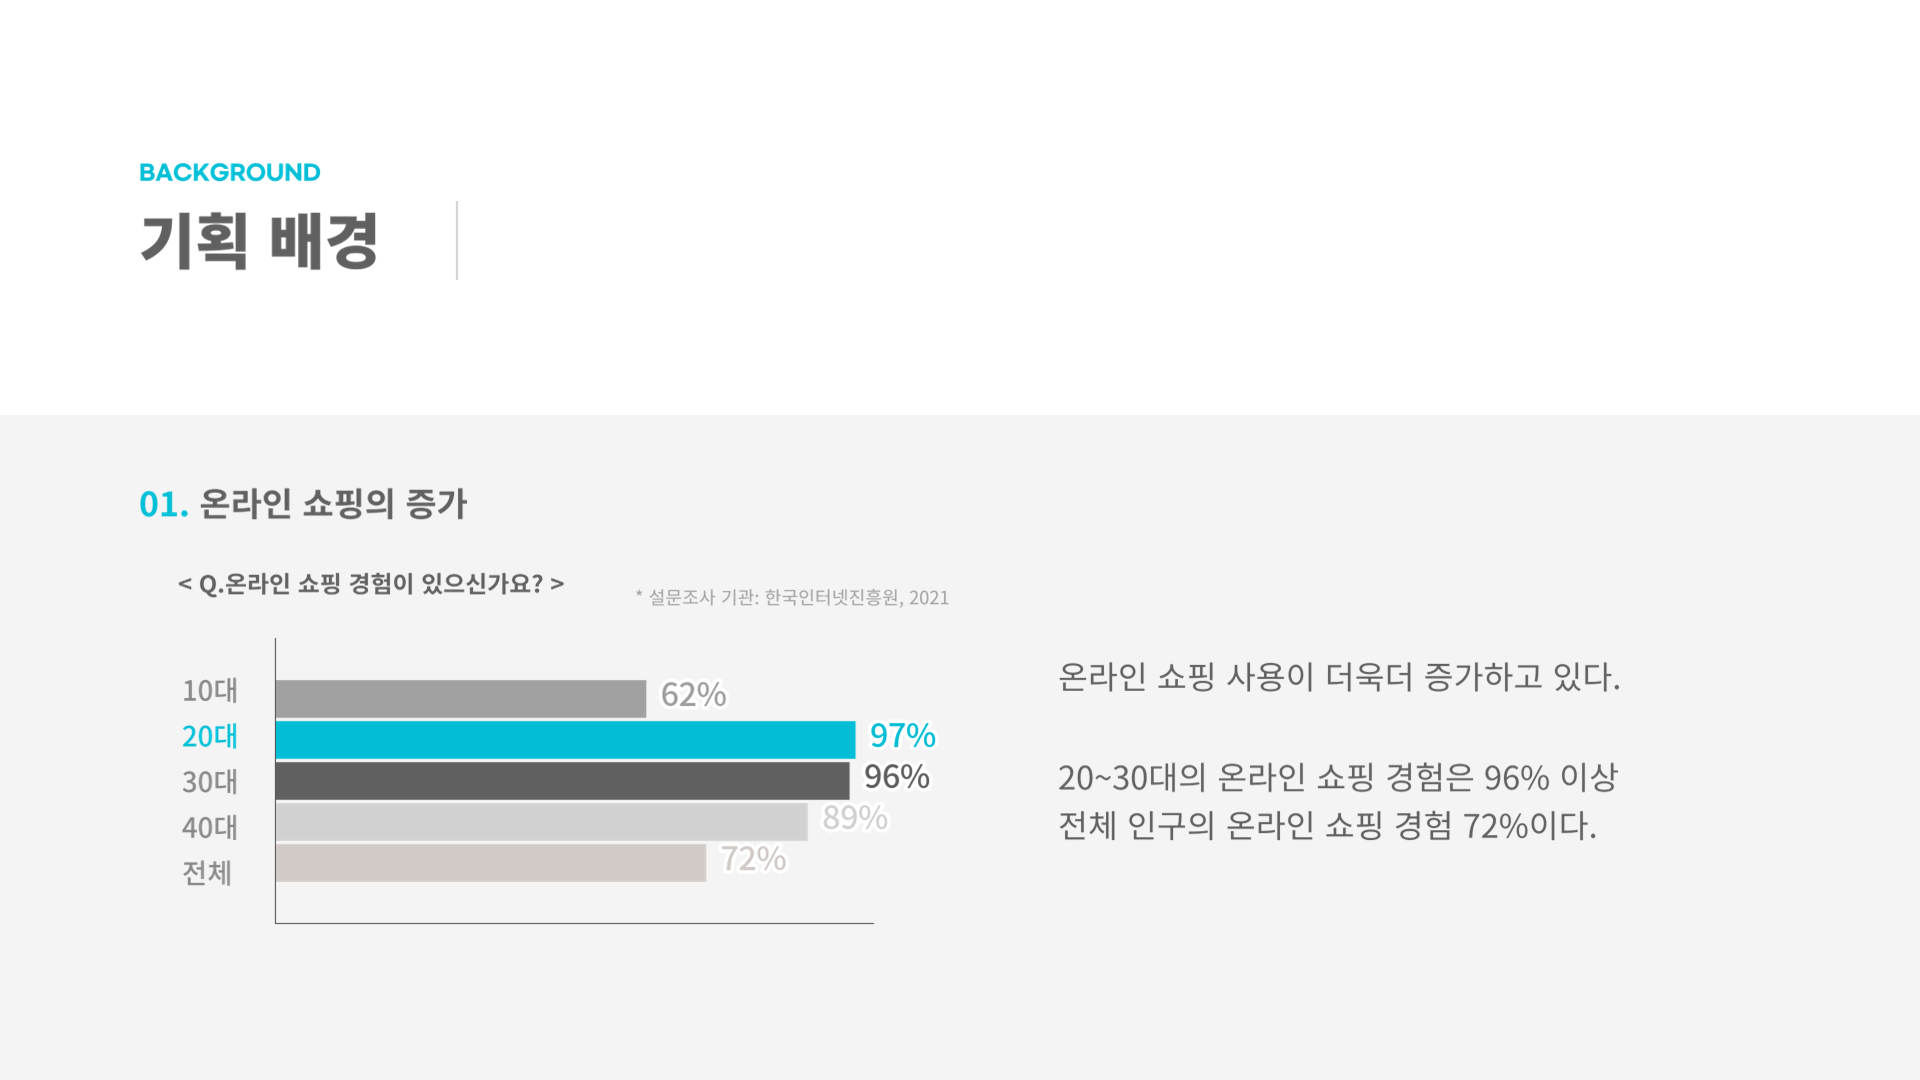 BACKGROUND
기획 배경
01. 온라인 쇼핑의 증가
< Q.온라인 쇼핑 경험이 있으신가요? >
* 설문조사 기관: 한국인터넷진흥원, 2021
10대
62%
20대
97%
30대
96%
40대
89%
전체
72%
온라인 쇼핑 사용이 더욱더 증가하고 있다.
20~30대의 온라인 쇼핑 경험은 96% 이상
전체 인구의 온라인 쇼핑 경험 72%이다.